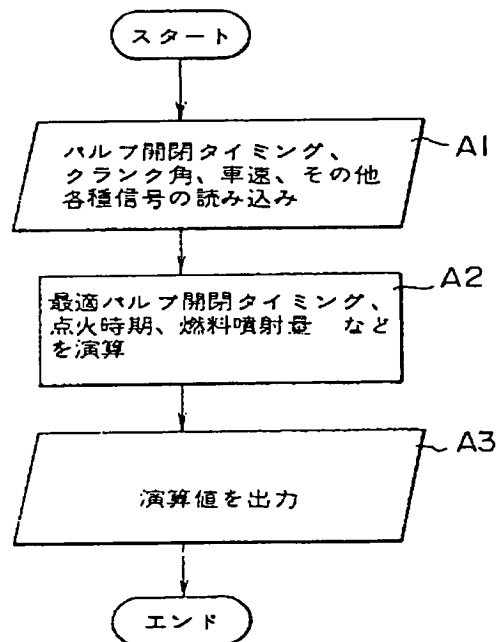 スタート
バルブ開閉タイミング、
クランク角、車速、その他
各種信号の読み込み
A1
最適バルブ開閉タイミング、
点火時期、燃料噴射量 など
を演算
A2
演算値を出力
A3
エンド